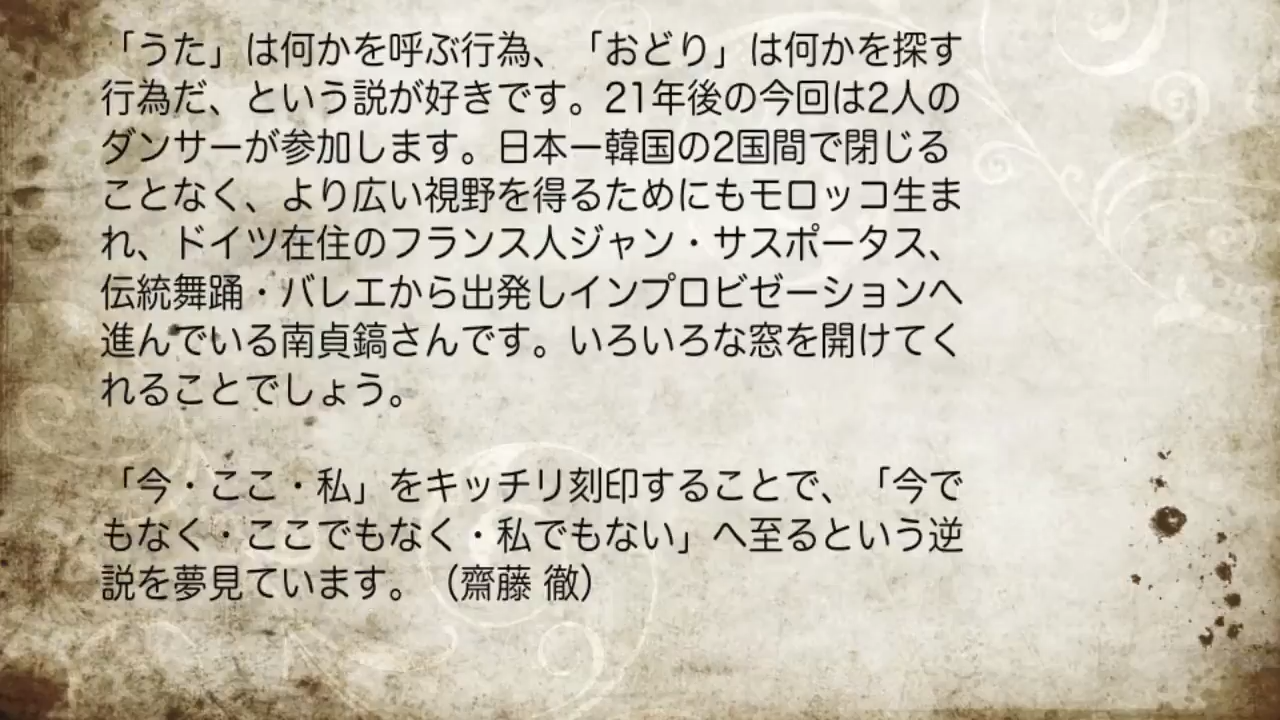 「うた」は何かを呼ぶ行為、「おどり」は何かを探す
行為だ、という説が好きです。21年後の今回は2人の
ダンサーが参加します。日本ー韓国の2国間で閉じる
ことなく、より広い視野を得るためにもモロッコ生ま
れ、ドイツ在住のフランス人ジャン・サスポータス、
伝統舞踊・バレエから出発しインプロビゼーションへ
進んでいる南貞鎬さんです。いろいろな窓を開けてく
れることでしょう。
「今・ここ・私」をキッチリ刻印することで、「今で
もなく・ここでもなく・私でもない」へ至るという逆
説を夢見ています。（齋藤 徹）